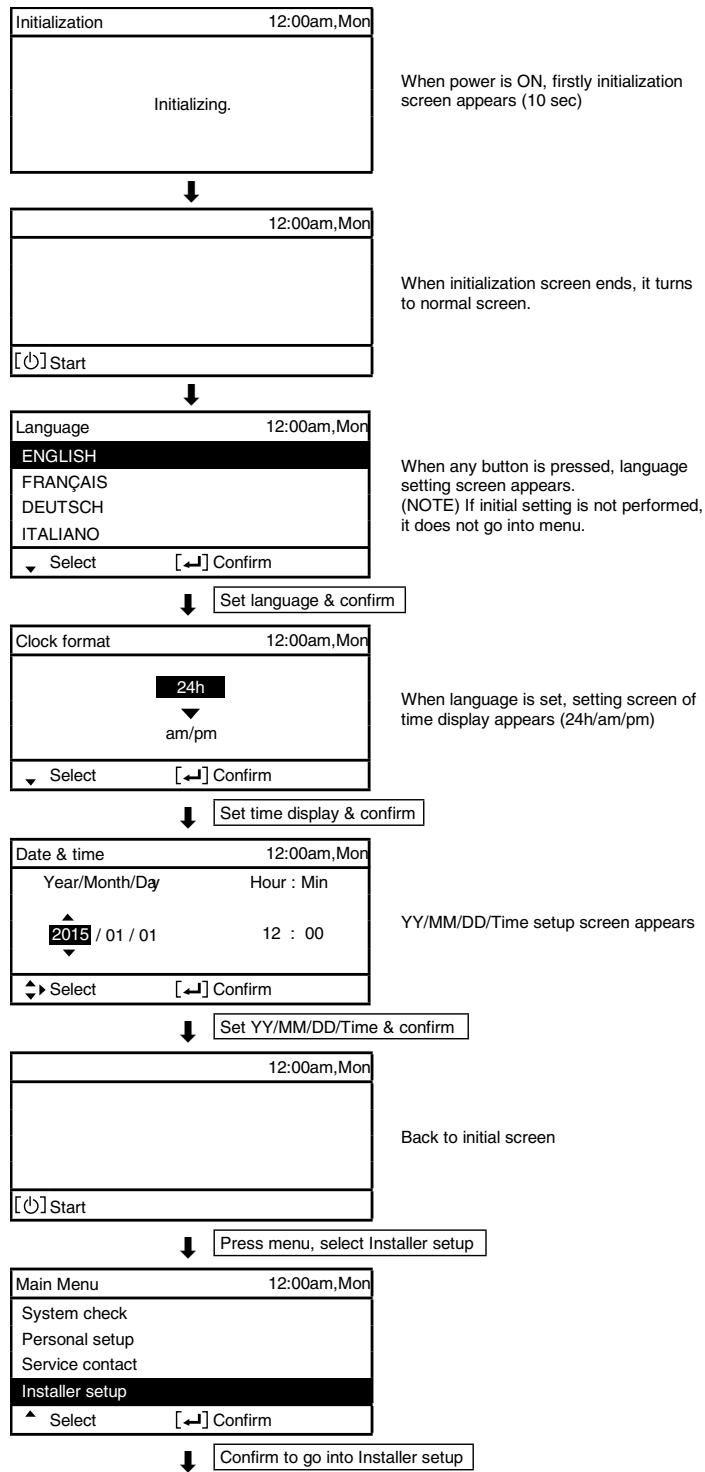 Initialization 12:00am,Mon
Initializing.
When power is ON, firstly initialization
screen appears (10 sec)
12:00am,Mon
[⏻] Start
When initialization screen ends, it turns
to normal screen.
Language 12:00am,Mon
ENGLISH
FRANÇAIS
DEUTSCH
ITALIANO
Select [↵] Confirm
When any button is pressed, language
setting screen appears.
(NOTE) If initial setting is not performed,
it does not go into menu.
Set language & confirm
Clock format 12:00am,Mon
24h
am/pm
Select [↵] Confirm
When language is set, setting screen of
time display appears (24h/am/pm)
Set time display & confirm
Date & time 12:00am,Mon
Year/Month/Day Hour : Min
2015 / 01 / 01 12 : 00
Select [↵] Confirm
YY/MM/DD/Time setup screen appears
Set YY/MM/DD/Time & confirm
12:00am,Mon
[⏻] Start
Back to initial screen
Press menu, select Installer setup
Main Menu 12:00am,Mon
System check
Personal setup
Service contact
Installer setup
Select [↵] Confirm
Confirm to go into Installer setup